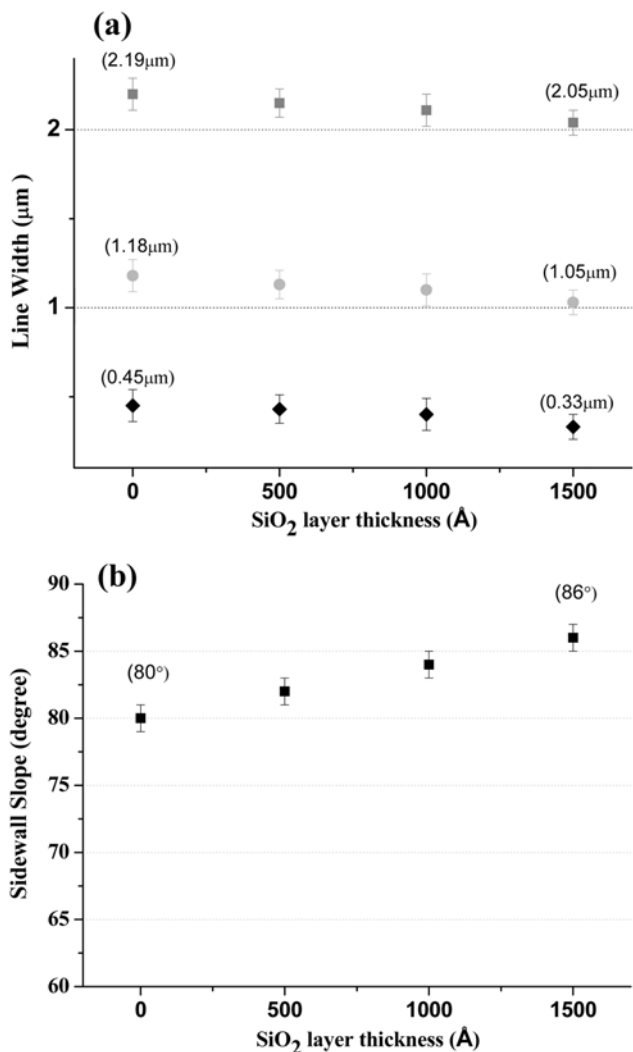 (a)
(2.19μm)
(2.05μm)
2
(1.18μm)
(1.05μm)
1
(0.45μm)
(0.33μm)
Line Width (μm )
0 500 1000 1500
SiO2 layer thickness (Å)
(b)
90
(86°)
85
(80°)
80
75
70
65
60
Sidewall Slope (degree)
0 500 1000 1500
SiO2 layer thickness (Å)